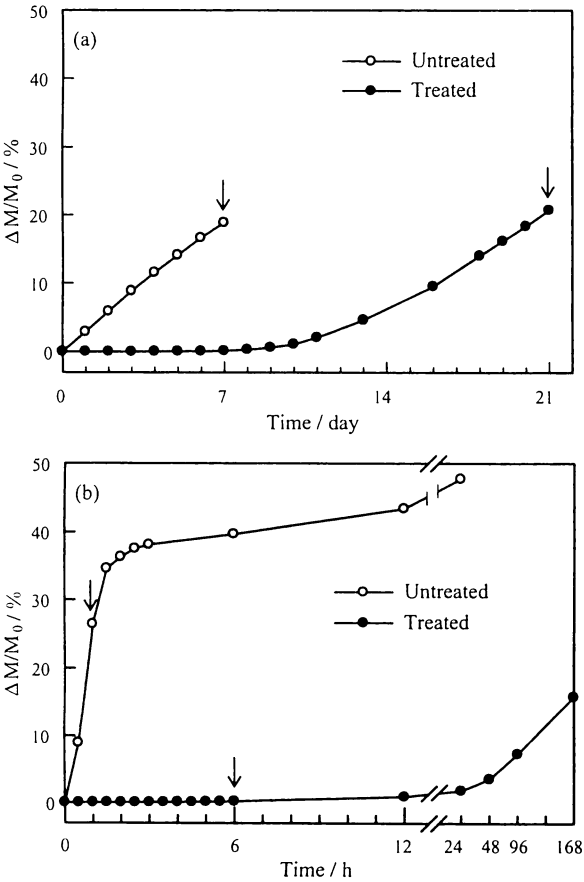 50
(a)
Untreated
Treated
40
30
20
10
0
ΔM/M₀ / %
0 7 14 21
Time / day
50
(b)
40
30
Untreated
Treated
20
10
0
ΔM/M₀ / %
0 6 12 24 48 96 168
Time / h